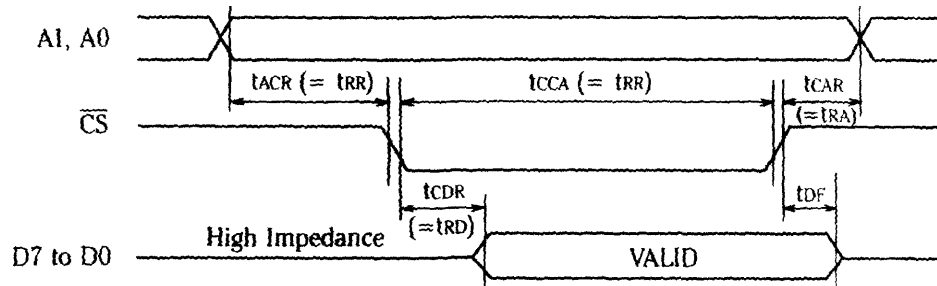 A1, A0
tACR (= tRR)
tCCA (= tRR)
tCAR
(=tRA)
CS
tCDR
(=tRD)
tDF
High Impedance
D7 to D0
VALID